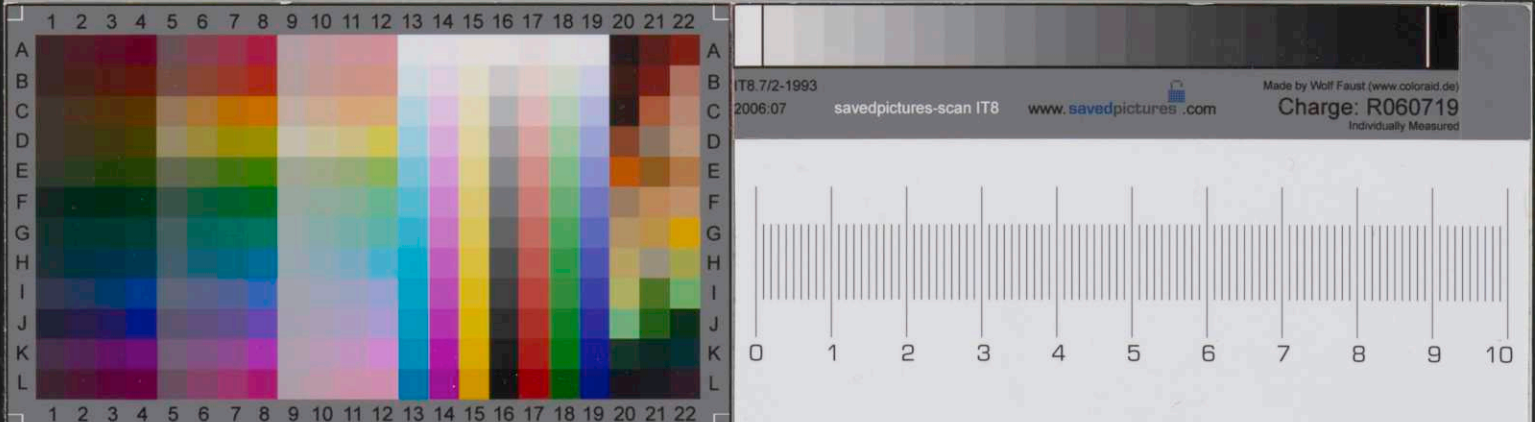 1 2 3 4 5 6 7 8 9 10 11 12 13 14 15 16 17 18 19 20 21 22
A A
B B
C C
D D
E E
F F
G G
H H
I I
J J
K K
L L
1 2 3 4 5 6 7 8 9 10 11 12 13 14 15 16 17 18 19 20 21 22
IT8.7/2-1993
2006:07
savedpictures-scan IT8
www.savedpictures.com
Made by Wolf Faust (www.coloraid.de)
Charge: R060719
Individually Measured
0 1 2 3 4 5 6 7 8 9 10